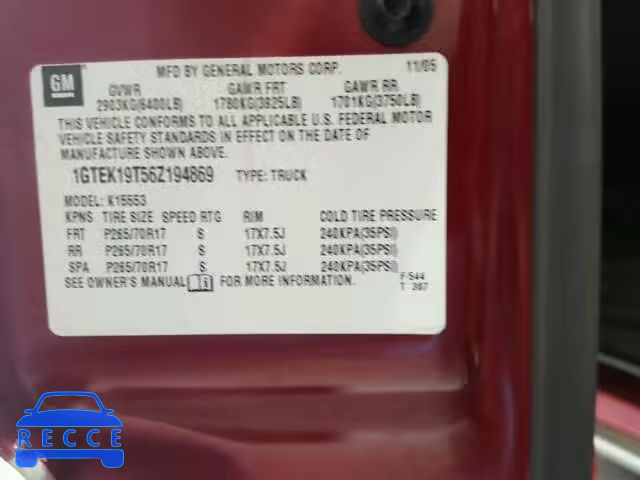 GM
MFD BY GENERAL MOTORS CORP. 11/05
GVWR GAWR FRT GAWR RR
2903KG(6400LB) 1780KG(3925LB) 1701KG(3750LB)
THIS VEHICLE CONFORMS TO ALL APPLICABLE U.S. FEDERAL MOTOR
VEHICLE SAFETY STANDARDS IN EFFECT ON THE DATE OF
MANUFACTURE SHOWN ABOVE.
1GTEK19T56Z194869 TYPE: TRUCK
MODEL: K15553
KPNS TIRE SIZE SPEED RTG RIM COLD TIRE PRESSURE
FRT P265/70R17 S 17X7.5J 240KPA(35PSI)
RR P265/70R17 S 17X7.5J 240KPA(35PSI)
SPA P265/70R17 S 17X7.5J 240KPA(35PSI)
SEE OWNER'S MANUAL FOR MORE INFORMATION.
F:544
T 387
RECCE